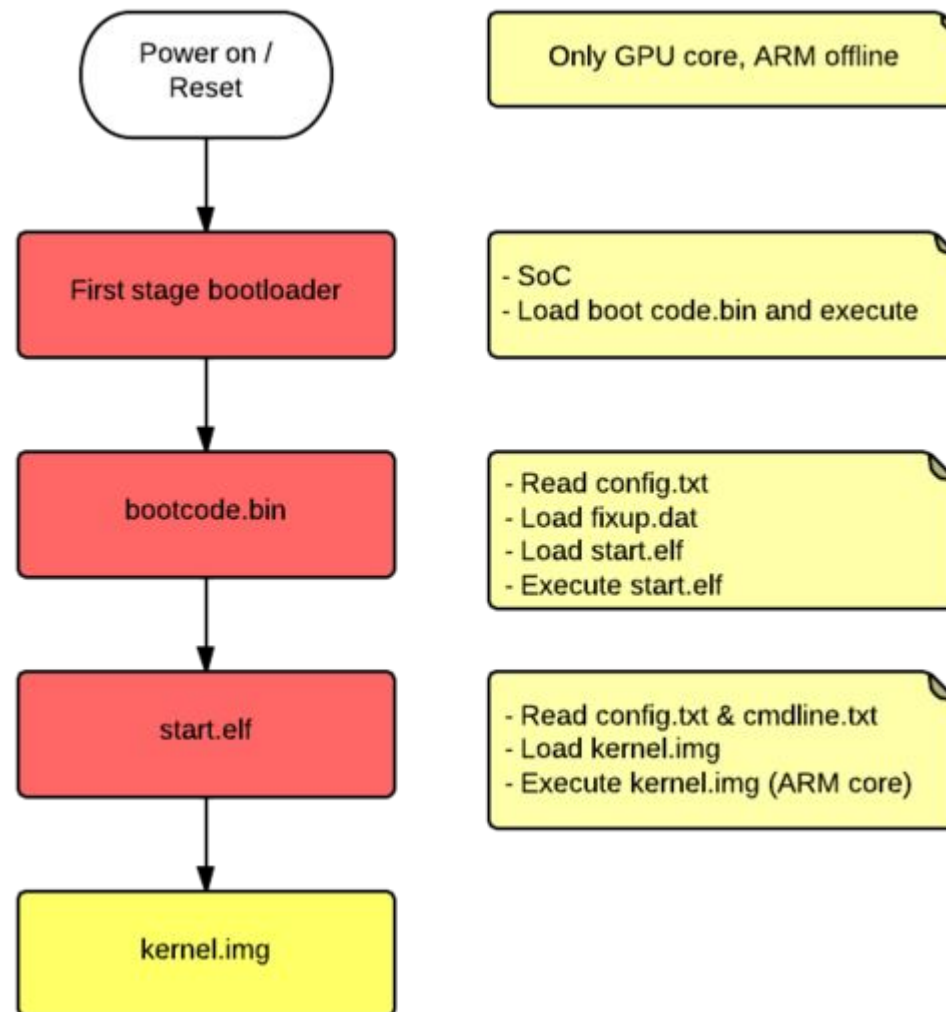 Power on /
Reset
Only GPU core, ARM offline
First stage bootloader
- SoC
- Load boot code.bin and execute
bootcode.bin
- Read config.txt
- Load fixup.dat
- Load start.elf
- Execute start.elf
start.elf
- Read config.txt & cmdline.txt
- Load kernel.img
- Execute kernel.img (ARM core)
kernel.img